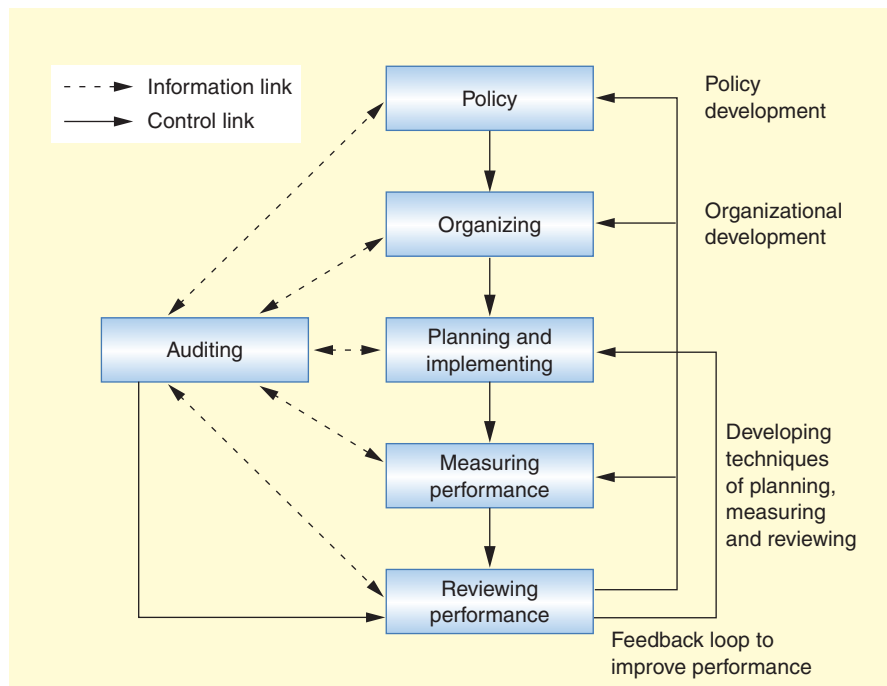 Information link
Control link
Policy
Policy
development
Organizing
Organizational
development
Auditing
Planning and
implementing
Measuring
performance
Developing
techniques
of planning,
measuring
and reviewing
Reviewing
performance
Feedback loop to
improve performance